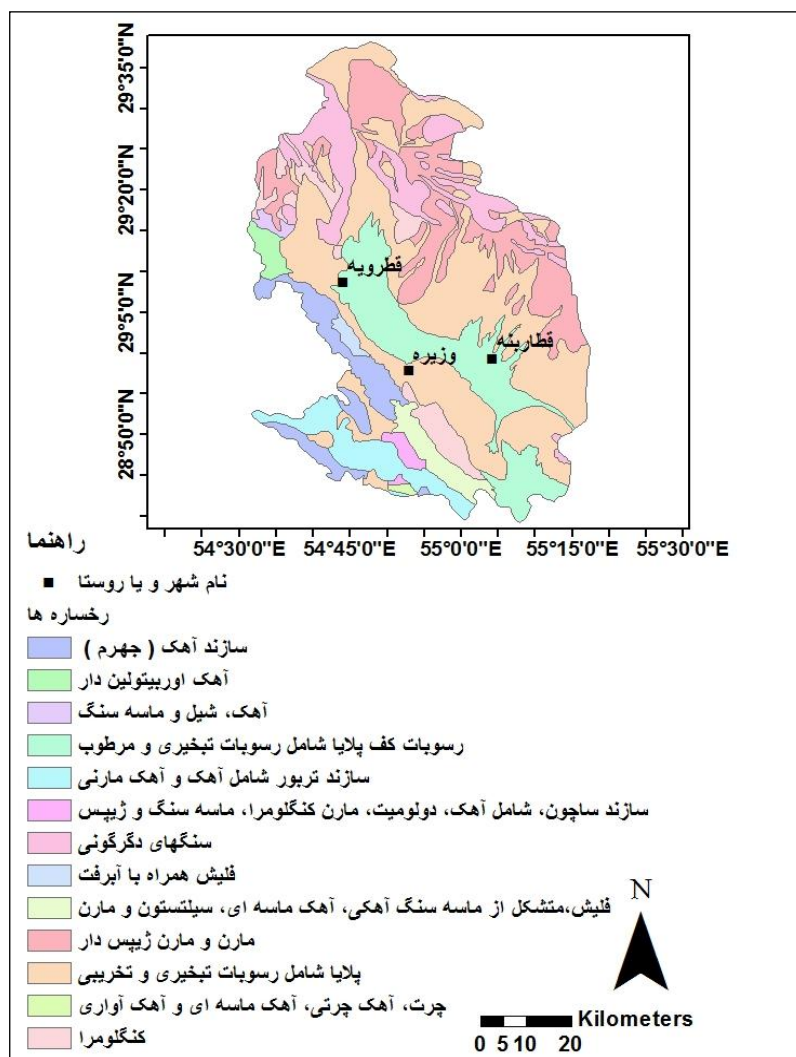 29°35'0"N
29°20'0"N
29°5'0"N
28°50'0"N
قطرویه
قطاربنه
وزیره
54°30'0"E 54°45'0"E 55°0'0"E 55°15'0"E 55°30'0"E
راهنما
نام شهر و یا روستا
رخساره ها
سازند آهک ( جهرم )
آهک اوربیتولین دار
آهک، شیل و ماسه سنگ
رسوبات کف پلایا شامل رسوبات تبخیری و مرطوب
سازند تربور شامل آهک و آهک مارنی
سازند ساچون، شامل آهک، دولومیت، مارن کنگلومرا، ماسه سنگ و ژیپس
سنگهای دگرگونی
فلیش همراه با آبرفت
فلیش،متشکل از ماسه سنگ آهکی، آهک ماسه ای، سیلتستون و مارن
مارن و مارن ژیپس دار
پلایا شامل رسوبات تبخیری و تخریبی
چرت، آهک چرتی، آهک ماسه ای و آهک آواری
کنگلومرا
N
Kilometers
0 5 10 20